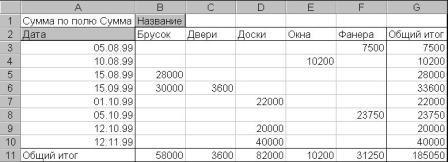 A B C D E F G
1 Сумма по полю Сумма Название
2 Дата Брусок Двери Доски Окна Фанера Общий итог
3 05.08.99 7500 7500
4 10.08.99 10200 10200
5 15.08.99 28000 28000
6 15.09.99 30000 3600 33600
7 01.10.99 22000 22000
8 05.10.99 23750 23750
9 12.10.99 20000 20000
10 12.11.99 40000 40000
11 Общий итог 58000 3600 82000 10200 31250 185050